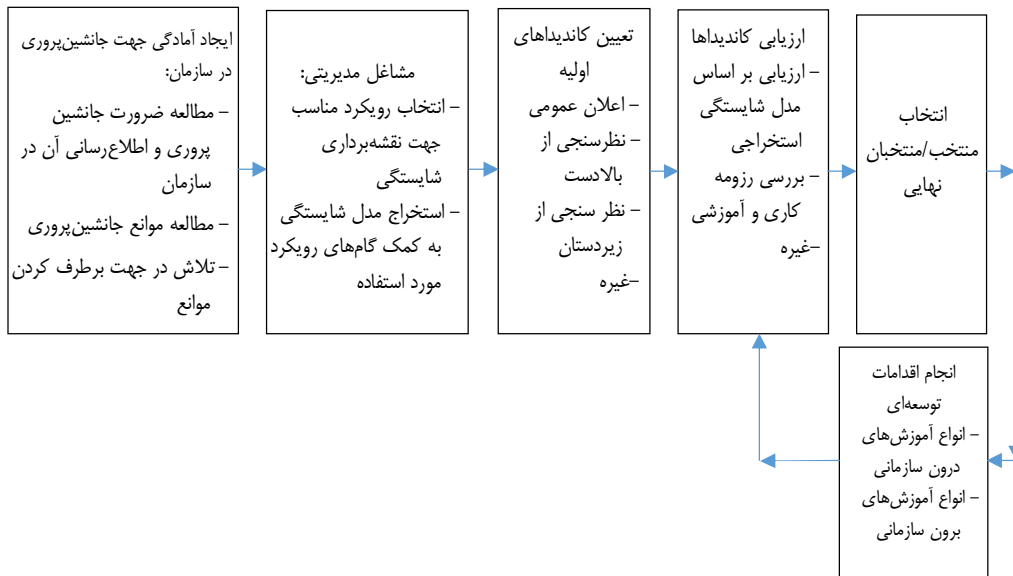 ایجاد آمادگی جهت جانشین‌پروری
در سازمان:
– مطالعه ضرورت جانشین
پروری و اطلاع‌رسانی آن در
سازمان
– مطالعه موانع جانشین‌پروری
– تلاش در جهت برطرف کردن
موانع
مشاغل مدیریتی:
– انتخاب رویکرد مناسب
جهت نقشه‌برداری
شایستگی
– استخراج مدل شایستگی
به کمک گام‌های رویکرد
مورد استفاده
تعیین کاندیداهای
اولیه
– اعلان عمومی
– نظرسنجی از
بالادست
– نظر سنجی از
زیردستان
–غیره
ارزیابی کاندیداها
– ارزیابی بر اساس
مدل شایستگی
استخراجی
– بررسی رزومه
کاری و آموزشی
–غیره
انتخاب
منتخب/منتخبان
نهایی
انجام اقدامات
توسعه‌ای
– انواع آموزش‌های
درون سازمانی
– انواع آموزش‌های
برون سازمانی